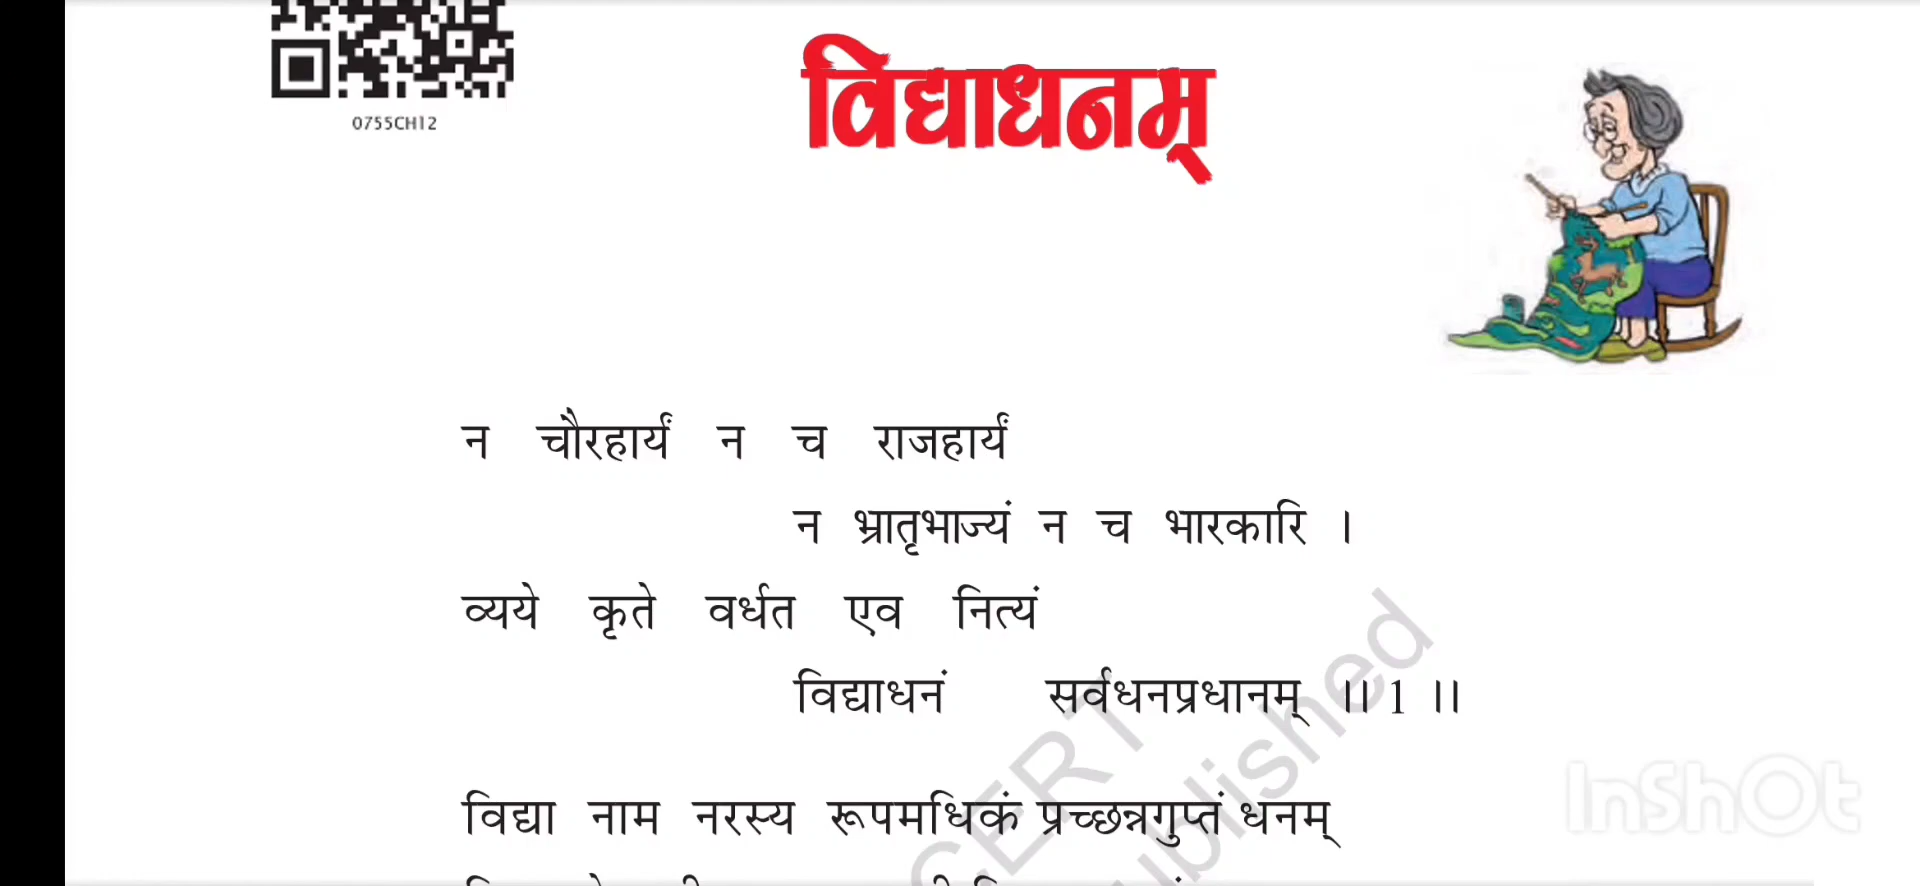 0755CH12
विद्याधनम्
न चौरहार्यं न च राजहार्यं
न भ्रातृभाज्यं न च भारकारि ।
व्यये कृते वर्धत एव नित्यं
विद्याधनं सर्वधनप्रधानम् ।। 1 ।।
विद्या नाम नरस्य रूपमधिकं प्रच्छन्नगुप्तं धनम्
InShOt